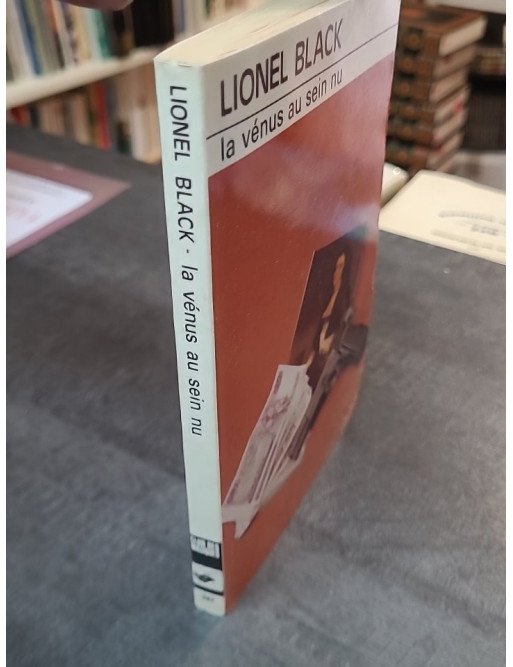 LIONEL BLACK
la vénus au sein nu
LIONEL BLACK - la vénus au sein nu